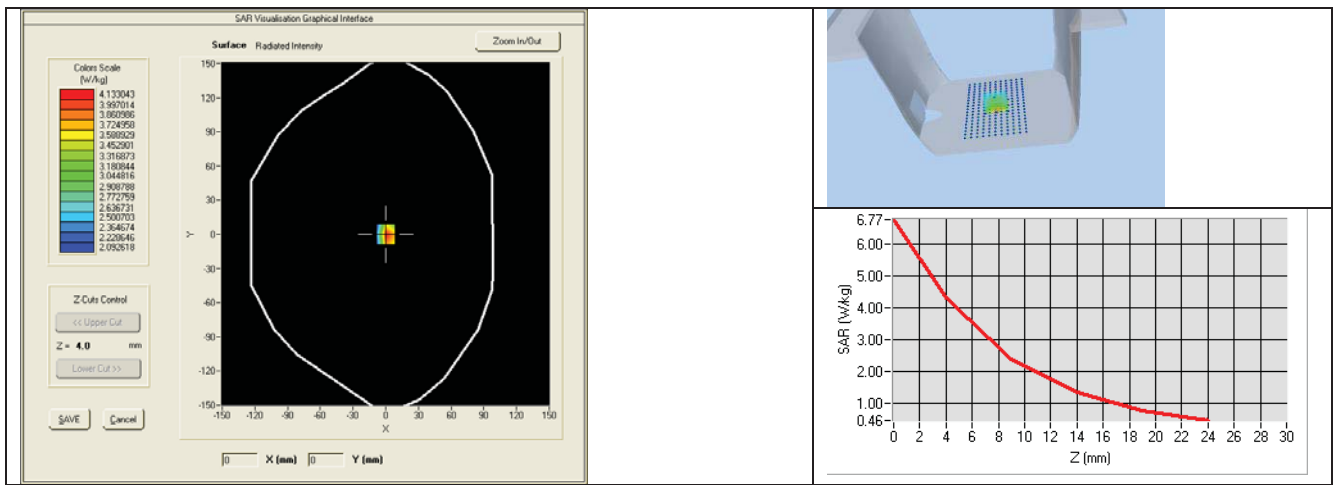 SAR Visualisation Graphical Interface
Surface Radiated Intensity
Zoom In/Out
Colors Scale
(W/kg)
4.133043
3.997014
3.860986
3.724958
3.588929
3.452901
3.316873
3.180844
3.044816
2.908788
2.772759
2.636731
2.500703
2.364674
2.228646
2.092618
Z-Cuts Control
<< Upper Cut
Z = 4.0 mm
Lower Cut >>
SAVE Cancel
150
120
90
60
30
0
-30
-60
-90
-120
-150
Y
-150 -120 -90 -60 -30 0 30 60 90 120 150
X
0 X (mm) 0 Y (mm)
6.77
6.00
5.00
4.00
3.00
2.00
1.00
0.46
SAR (W/kg)
0 2 4 6 8 10 12 14 16 18 20 22 24 26 28 30
Z (mm)